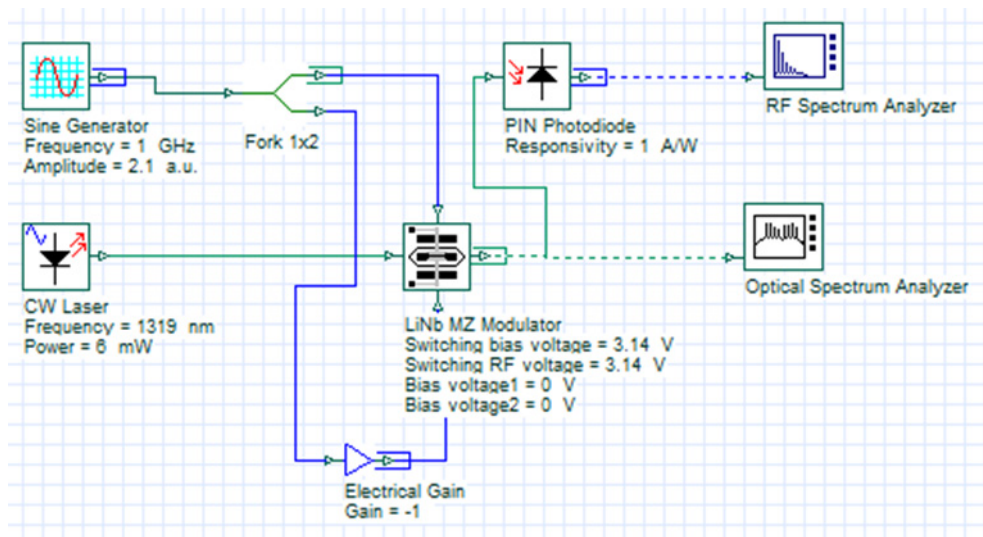 Sine Generator
Frequency = 1 GHz
Amplitude = 2.1 a.u.
Fork 1x2
PIN Photodiode
Responsivity = 1 A/W
RF Spectrum Analyzer
CW Laser
Frequency = 1319 nm
Power = 6 mW
LiNb MZ Modulator
Switching bias voltage = 3.14 V
Switching RF voltage = 3.14 V
Bias voltage1 = 0 V
Bias voltage2 = 0 V
Optical Spectrum Analyzer
Electrical Gain
Gain = -1